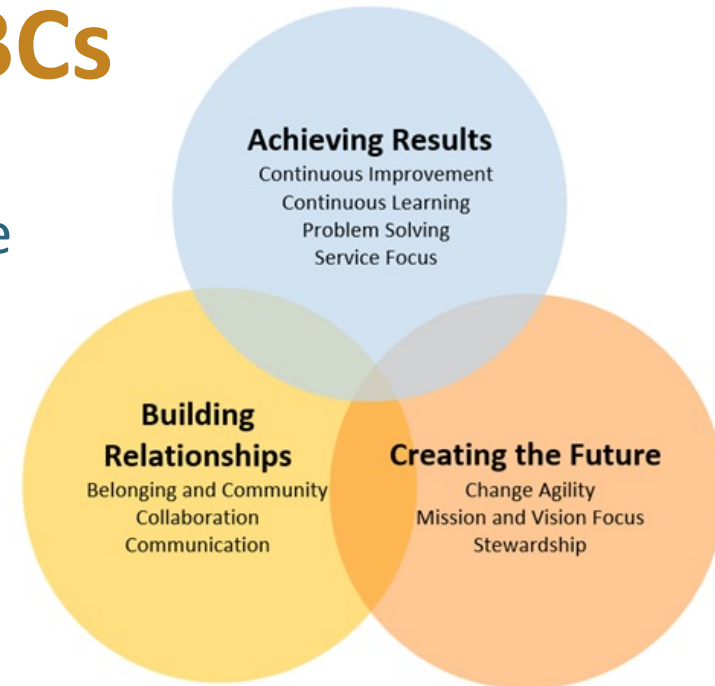 BCs
e
Achieving Results
Continuous Improvement
Continuous Learning
Problem Solving
Service Focus
Building
Relationships
Belonging and Community
Collaboration
Communication
Creating the Future
Change Agility
Mission and Vision Focus
Stewardship